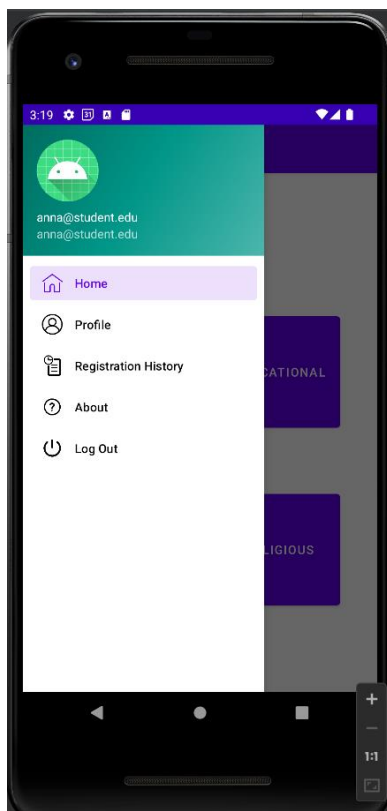 3:19
anna@student.edu
anna@student.edu
Home
Profile
CATIONAL
Registration History
About
Log Out
LIGIOUS
1:1